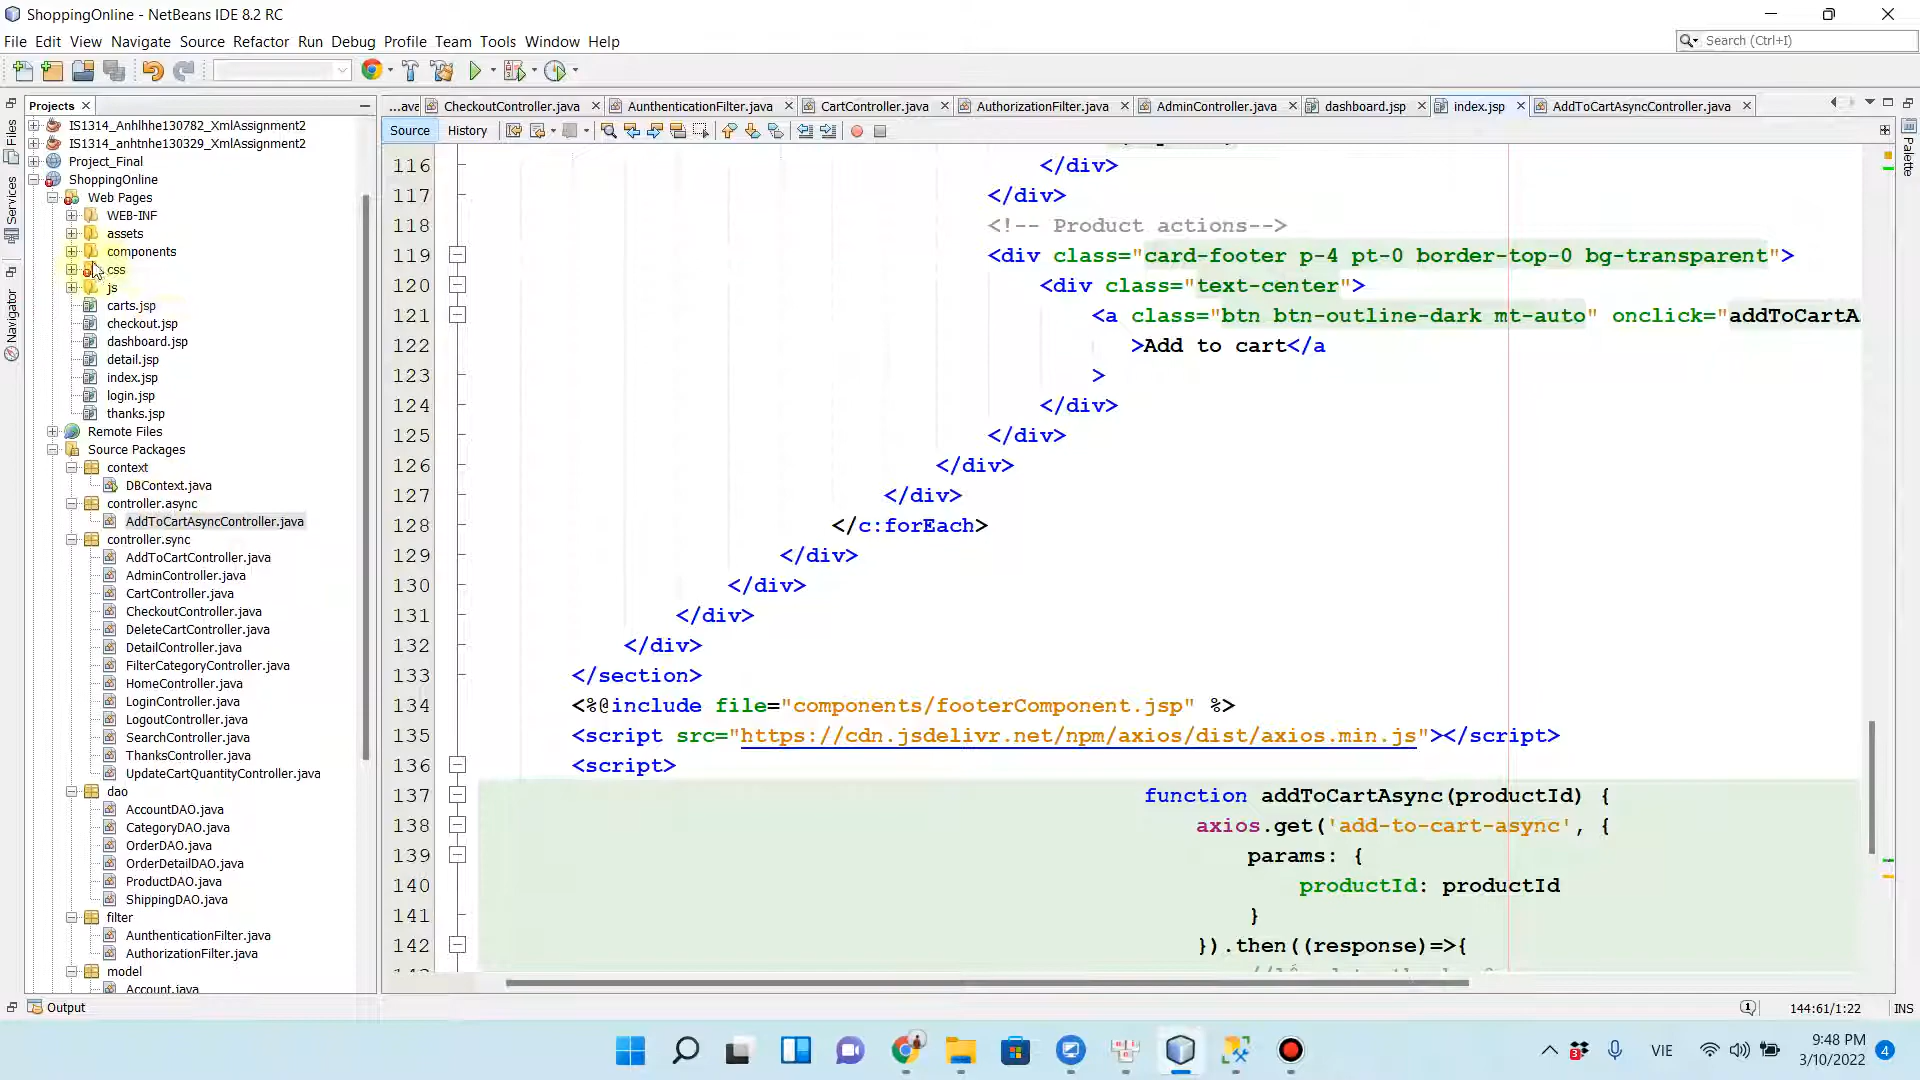 ShoppingOnline - NetBeans IDE 8.2 RC
File Edit View Navigate Source Refactor Run Debug Profile Team Tools Window Help
Search (Ctrl+I)
Projects
...ava CheckoutController.java AunthenticationFilter.java CartController.java AuthorizationFilter.java AdminController.java dashboard.jsp index.jsp AddToCartAsyncController.java
Source History
Files
Services
Navigator
Palette
IS1314_Anhlhhe130782_XmlAssignment2
IS1314_anhtnhe130329_XmlAssignment2
Project_Final
ShoppingOnline
Web Pages
WEB-INF
assets
components
css
js
carts.jsp
checkout.jsp
dashboard.jsp
detail.jsp
index.jsp
login.jsp
thanks.jsp
Remote Files
Source Packages
context
DBContext.java
controller.async
AddToCartAsyncController.java
controller.sync
AddToCartController.java
AdminController.java
CartController.java
CheckoutController.java
DeleteCartController.java
DetailController.java
FilterCategoryController.java
HomeController.java
LoginController.java
LogoutController.java
SearchController.java
ThanksController.java
UpdateCartQuantityController.java
dao
AccountDAO.java
CategoryDAO.java
OrderDAO.java
OrderDetailDAO.java
ProductDAO.java
ShippingDAO.java
filter
AunthenticationFilter.java
AuthorizationFilter.java
model
Account.java
116 </div>
117 </div>
118 <!-- Product actions-->
119 <div class="card-footer p-4 pt-0 border-top-0 bg-transparent">
120 <div class="text-center">
121 <a class="btn btn-outline-dark mt-auto" onclick="addToCartA
122 >Add to cart</a
123 >
124 </div>
125 </div>
126 </div>
127 </div>
128 </c:forEach>
129 </div>
130 </div>
131 </div>
132 </div>
133 </section>
134 <%@include file="components/footerComponent.jsp" %>
135 <script src="https://cdn.jsdelivr.net/npm/axios/dist/axios.min.js"></script>
136 <script>
137 function addToCartAsync(productId) {
138 axios.get('add-to-cart-async', {
139 params: {
140 productId: productId
141 }
142 }).then((response)=>{
Output
144:61/1:22 INS
VIE
9:48 PM
3/10/2022
4
3